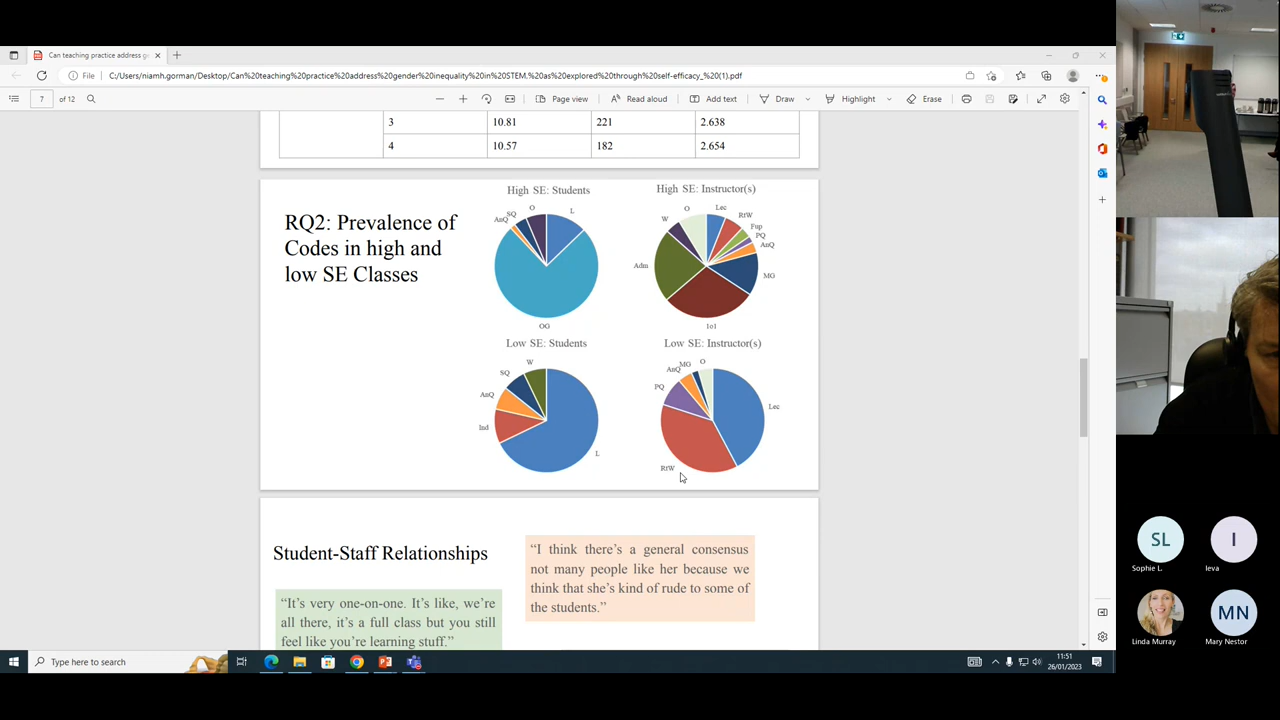 Can teaching practice address g
File
C:/Users/niamh.gorman/Desktop/Can%20teaching%20practice%20address%20gender%20inequality%20in%20STEM.%20as%20explored%20through%20self-efficacy_%20(1).pdf
7 of 12
Page view
Read aloud
Add text
Draw
Highlight
Erase
3 10.81 221 2.638
4 10.57 182 2.654
RQ2: Prevalence of
Codes in high and
low SE Classes
High SE: Students
AnQ SQ O L
OG
High SE: Instructor(s)
W O Lec RtW
Fup
PQ
AnQ
Adm
MG
1o1
Low SE: Students
W
SQ
AnQ
Ind
L
Low SE: Instructor(s)
AnQ MG O
PQ
Lec
RtW
Student-Staff Relationships
“It’s very one-on-one. It’s like, we’re
all there, it’s a full class but you still
feel like you’re learning stuff.”
“I think there’s a general consensus
not many people like her because we
think that she’s kind of rude to some of
the students.”
Type here to search
11:51
26/01/2023
SL
Sophie L.
I
Ieva
Linda Murray
MN
Mary Nestor